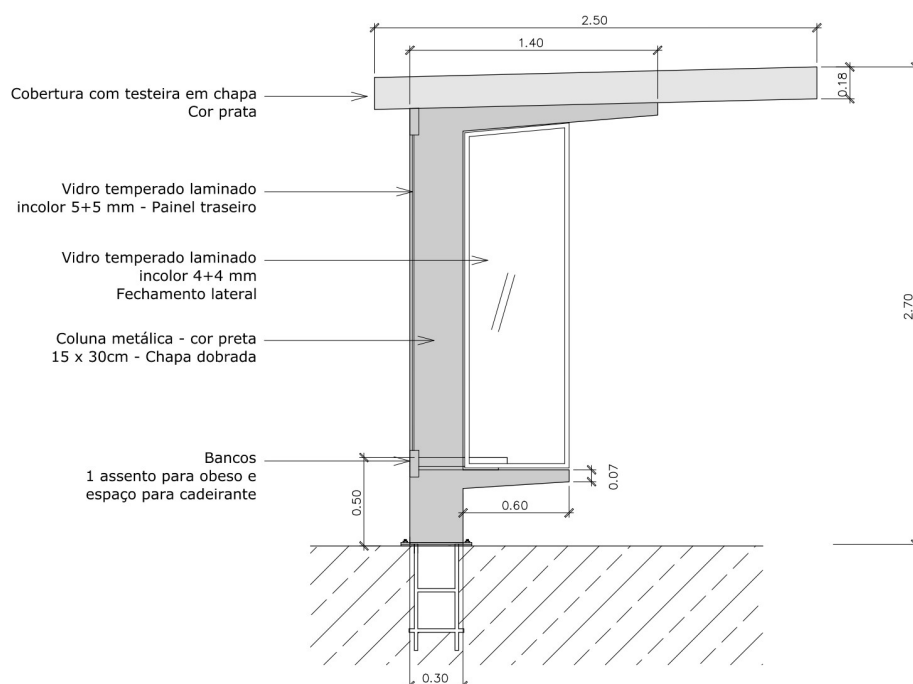 2.50
1.40
Cobertura com testeira em chapa
Cor prata
0.18
Vidro temperado laminado
incolor 5+5 mm - Painel traseiro
Vidro temperado laminado
incolor 4+4 mm
Fechamento lateral
2.70
Coluna metálica - cor preta
15 x 30cm - Chapa dobrada
Bancos
1 assento para obeso e
espaço para cadeirante
0.50
0.07
0.60
0.30